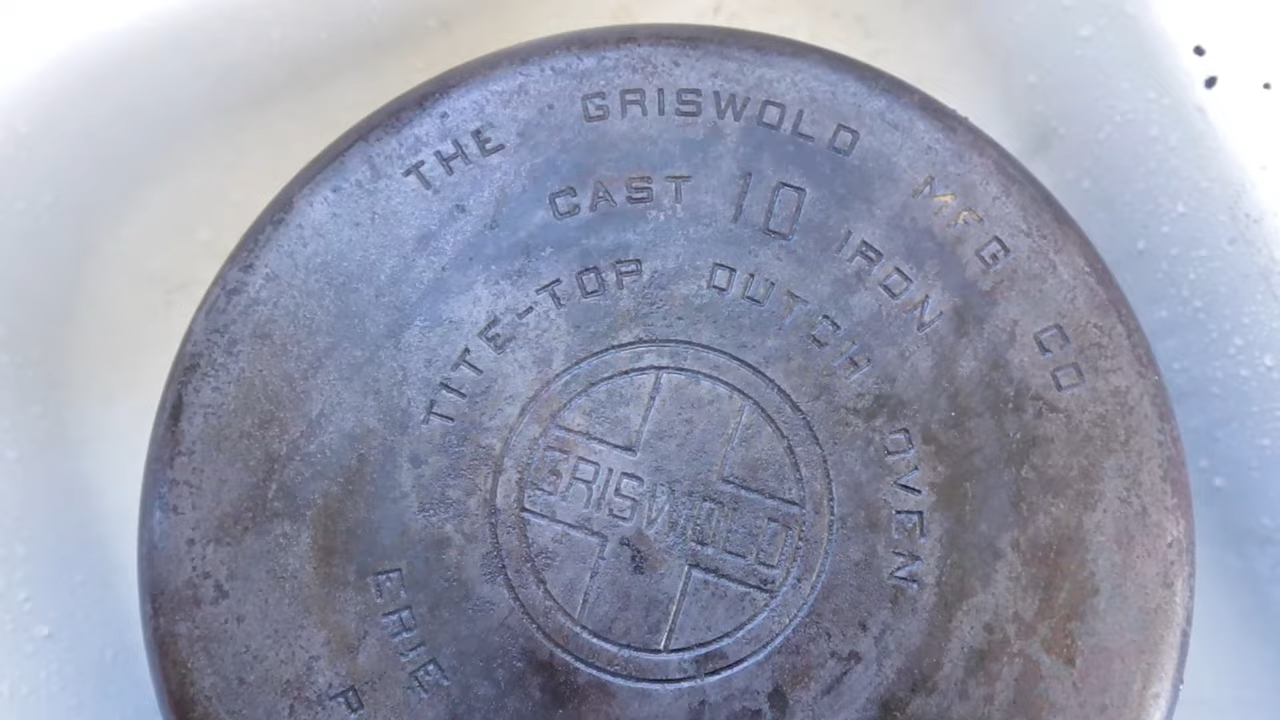 THE GRISWOLD MFG CO
CAST 10 IRON
TITE-TOP DUTCH OVEN
GRISWOLD
ERIE
P